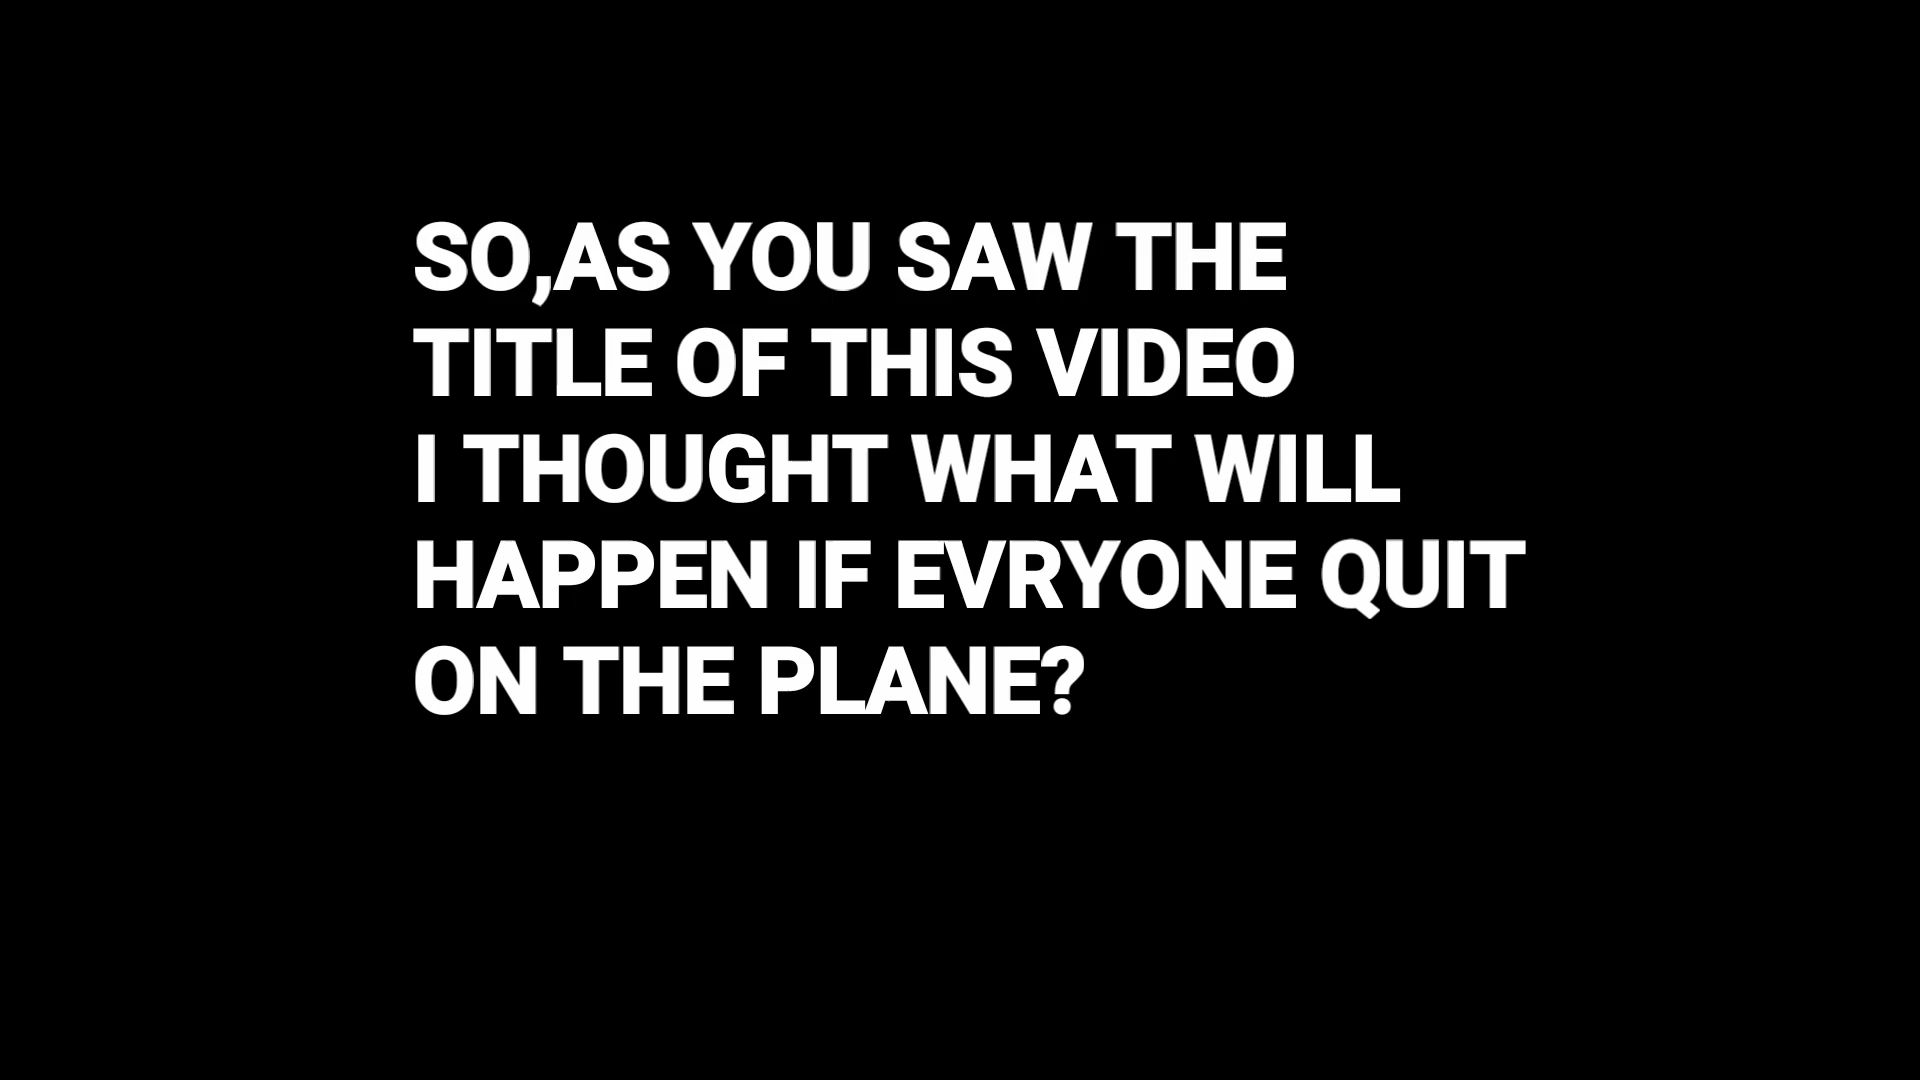 SO,AS YOU SAW THE
TITLE OF THIS VIDEO
I THOUGHT WHAT WILL
HAPPEN IF EVRYONE QUIT
ON THE PLANE?